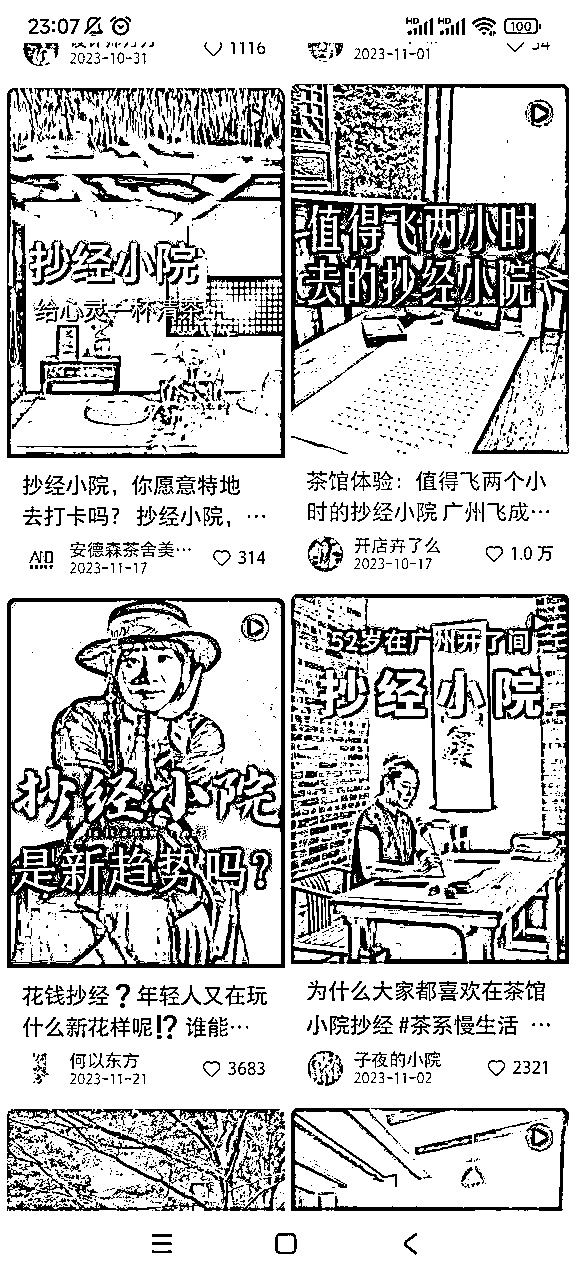 23:07
HD
HD
100
1116
2023-10-31
2023-11-01
抄经小院
给心灵一杯清茶
抄经小院，你愿意特地
去打卡吗？ 抄经小院，…
安德森茶舍美…
2023-11-17
314
值得飞两小时
去的抄经小院
茶馆体验：值得飞两个小
时的抄经小院 广州飞成…
开店卉了么
2023-10-17
1.0 万
抄经小院
是新趋势吗？
花钱抄经❓年轻人又在玩
什么新花样呢⁉️ 谁能…
何以东方
2023-11-21
3683
52岁在广州开了间
抄经小院
为什么大家都喜欢在茶馆
小院抄经 #茶系慢生活 …
子夜的小院
2023-11-02
2321